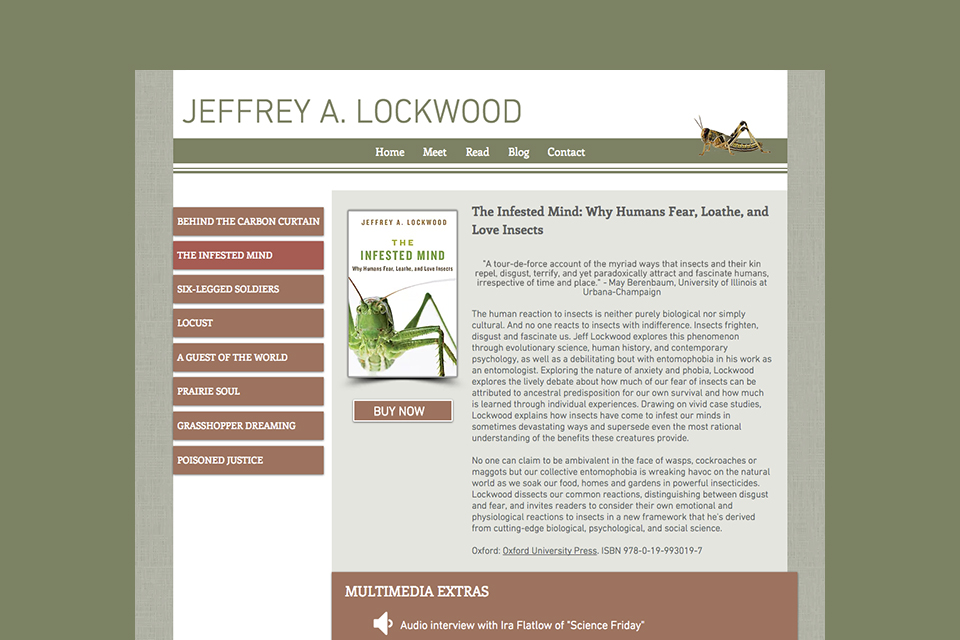 JEFFREY A. LOCKWOOD
Home Meet Read Blog Contact
BEHIND THE CARBON CURTAIN
THE INFESTED MIND
SIX-LEGGED SOLDIERS
LOCUST
A GUEST OF THE WORLD
PRAIRIE SOUL
GRASSHOPPER DREAMING
POISONED JUSTICE
JEFFREY A. LOCKWOOD
THE
INFESTED MIND
Why Humans Fear, Loathe, and Love Insects
BUY NOW
The Infested Mind: Why Humans Fear, Loathe, and
Love Insects
"A tour-de-force account of the myriad ways that insects and their kin
repel, disgust, terrify, and yet paradoxically attract and fascinate humans,
irrespective of time and place." - May Berenbaum, University of Illinois at
Urbana-Champaign
The human reaction to insects is neither purely biological nor simply
cultural. And no one reacts to insects with indifference. Insects frighten,
disgust and fascinate us. Jeff Lockwood explores this phenomenon
through evolutionary science, human history, and contemporary
psychology, as well as a debilitating bout with entomophobia in his work as
an entomologist. Exploring the nature of anxiety and phobia, Lockwood
explores the lively debate about how much of our fear of insects can be
attributed to ancestral predisposition for our own survival and how much
is learned through individual experiences. Drawing on vivid case studies,
Lockwood explains how insects have come to infest our minds in
sometimes devastating ways and supersede even the most rational
understanding of the benefits these creatures provide.
No one can claim to be ambivalent in the face of wasps, cockroaches or
maggots but our collective entomophobia is wreaking havoc on the natural
world as we soak our food, homes and gardens in powerful insecticides.
Lockwood dissects our common reactions, distinguishing between disgust
and fear, and invites readers to consider their own emotional and
physiological reactions to insects in a new framework that he's derived
from cutting-edge biological, psychological, and social science.
Oxford: Oxford University Press. ISBN 978-0-19-993019-7
MULTIMEDIA EXTRAS
Audio interview with Ira Flatlow of "Science Friday"